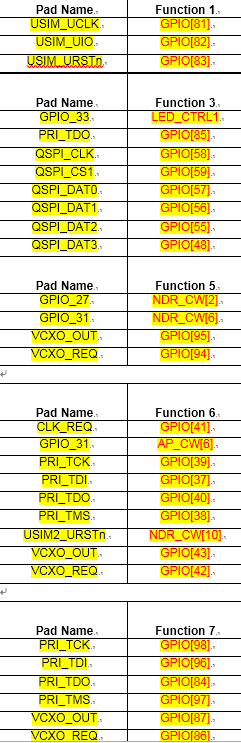 Pad Name Function 1
USIM_UCLK GPIO[81]
USIM_UIO GPIO[82]
USIM_URSTn GPIO[83]
Pad Name Function 3
GPIO_33 LED_CTRL1
PRI_TDO GPIO[85]
QSPI_CLK GPIO[58]
QSPI_CS1 GPIO[59]
QSPI_DAT0 GPIO[57]
QSPI_DAT1 GPIO[56]
QSPI_DAT2 GPIO[55]
QSPI_DAT3 GPIO[48]
Pad Name Function 5
GPIO_27 NDR_CW[2]
GPIO_31 NDR_CW[6]
VCXO_OUT GPIO[95]
VCXO_REQ GPIO[94]
Pad Name Function 6
CLK_REQ GPIO[41]
GPIO_31 AP_CW[6]
PRI_TCK GPIO[39]
PRI_TDI GPIO[37]
PRI_TDO GPIO[40]
PRI_TMS GPIO[38]
USIM2_URSTn NDR_CW[10]
VCXO_OUT GPIO[43]
VCXO_REQ GPIO[42]
Pad Name Function 7
PRI_TCK GPIO[98]
PRI_TDI GPIO[96]
PRI_TDO GPIO[84]
PRI_TMS GPIO[97]
VCXO_OUT GPIO[87]
VCXO_REQ GPIO[86]